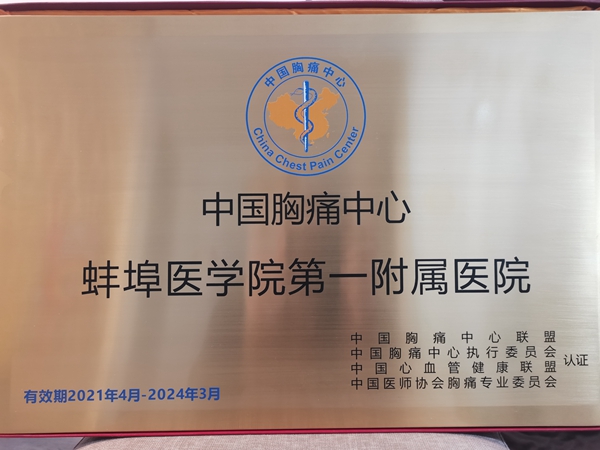 中国胸痛中心
China Chest Pain Center
中国胸痛中心
蚌埠医学院第一附属医院
中国胸痛中心联盟
中国胸痛中心执行委员会
中国心血管健康联盟
中国医师协会胸痛专业委员会
认证
有效期2021年4月-2024年3月